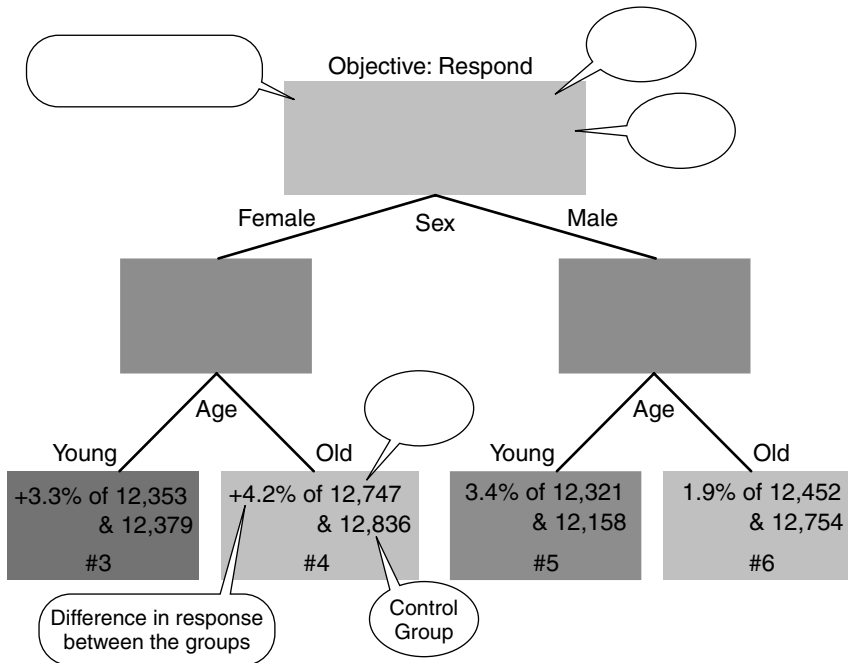 Objective: Respond
Female
Sex
Male
Age
Age
Young
Old
Young
Old
+3.3% of 12,353
& 12,379
#3
+4.2% of 12,747
& 12,836
#4
3.4% of 12,321
& 12,158
#5
1.9% of 12,452
& 12,754
#6
Difference in response
between the groups
Control
Group